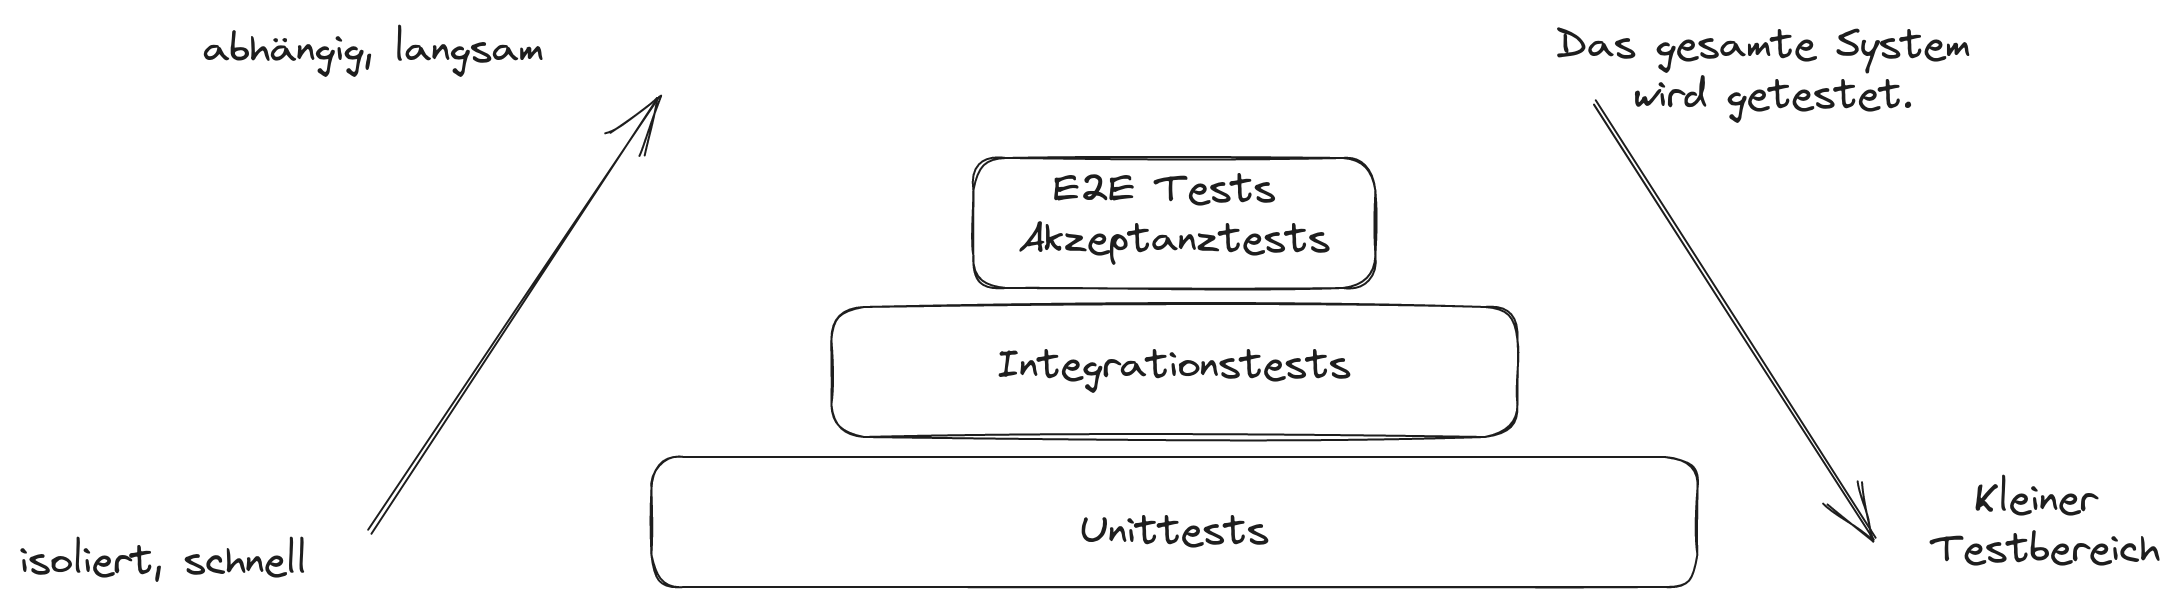 abhängig, langsam
Das gesamte System
wird getestet.
E2E Tests
Akzeptanztests
Integrationstests
Unittests
isoliert, schnell
Kleiner
Testbereich